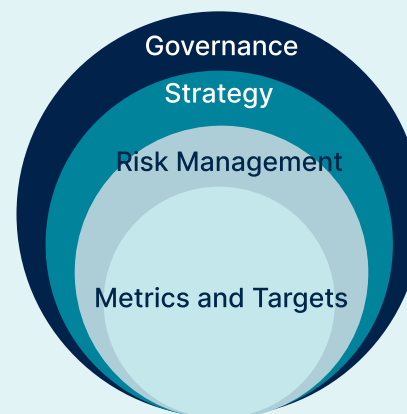 Governance
Strategy
Risk Management
Metrics and Targets